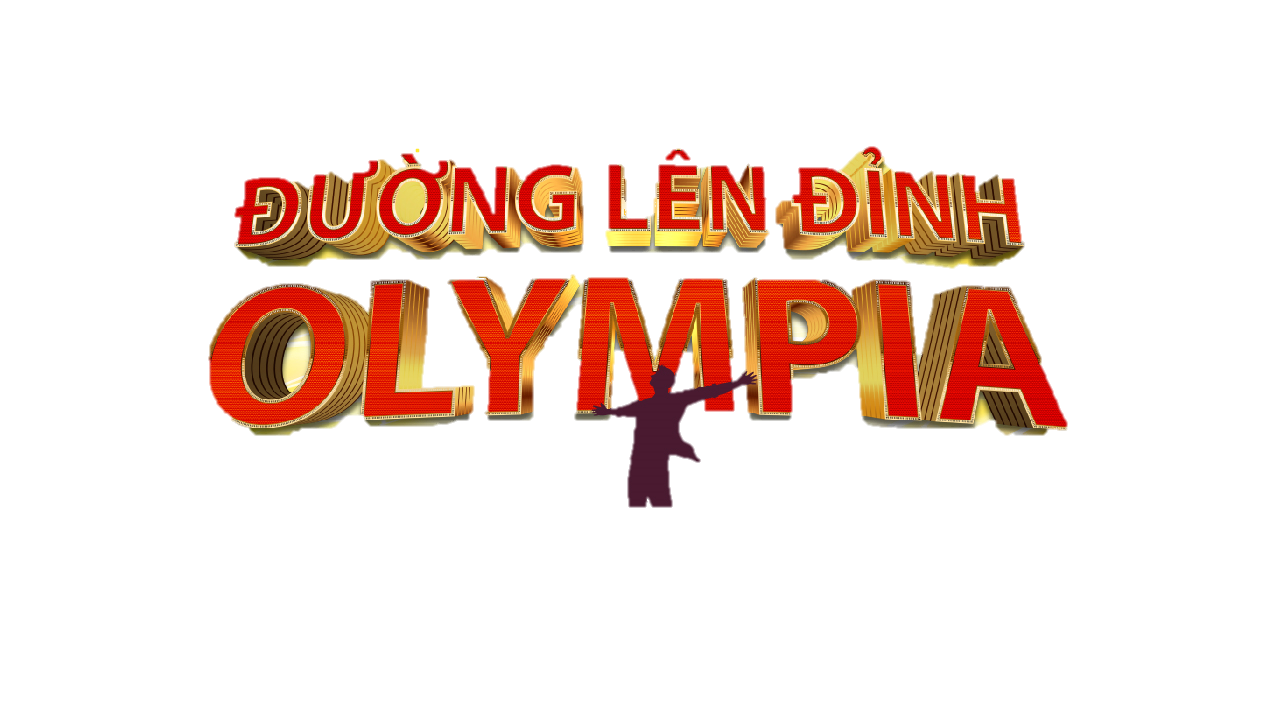 ĐƯỜNG LÊN ĐỈNH
OLYMPIA